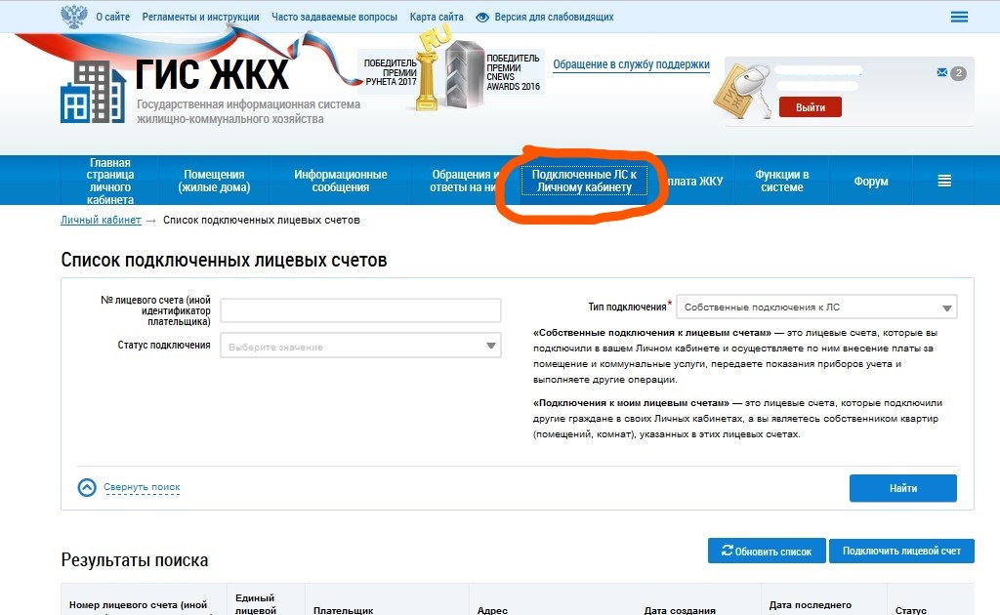 О сайте Регламенты и инструкции Часто задаваемые вопросы Карта сайта Версия для слабовидящих
ГИС ЖКХ
Государственная информационная система
жилищно-коммунального хозяйства
ПОБЕДИТЕЛЬ
ПРЕМИИ
РУНЕТА 2017
RU
ПОБЕДИТЕЛЬ
ПРЕМИИ
CNEWS
AWARDS 2016
Обращение в службу поддержки
2
Выйти
Главная
страница
личного
кабинета
Помещения
(жилые дома)
Информационные
сообщения
Обращения и
ответы на ни
Подключенные ЛС к
Личному кабинету
плата ЖКУ
Функции в
системе
Форум
Личный кабинет → Список подключенных лицевых счетов
Список подключенных лицевых счетов
№ лицевого счета (иной
идентификатор
плательщика)
Статус подключения Выберите значение
Тип подключения* Собственные подключения к ЛС
«Собственные подключения к лицевым счетам» — это лицевые счета, которые вы
подключили в вашем Личном кабинете и осуществляете по ним внесение платы за
помещение и коммунальные услуги, передаете показания приборов учета и
выполняете другие операции.
«Подключения к моим лицевым счетам» — это лицевые счета, которые подключили
другие граждане в своих Личных кабинетах, а вы являетесь собственником квартир
(помещений, комнат), указанных в этих лицевых счетах.
Свернуть поиск
Найти
Результаты поиска
Обновить список
Подключить лицевой счет
Номер лицевого счета (иной
Единый
лицевой
Плательщик
Адрес
Дата создания
Дата последнего
Статус